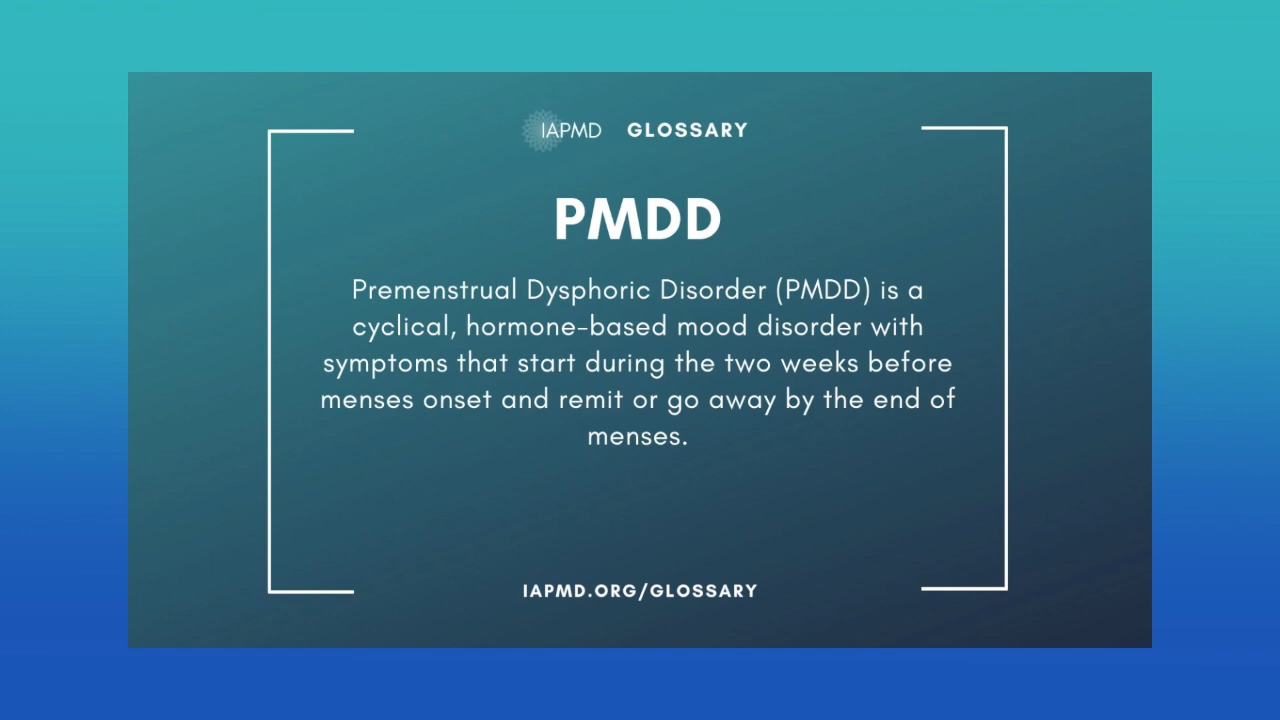 IAPMD GLOSSARY
PMDD
Premenstrual Dysphoric Disorder (PMDD) is a
cyclical, hormone-based mood disorder with
symptoms that start during the two weeks before
menses onset and remit or go away by the end of
menses.
IAPMD.ORG/GLOSSARY